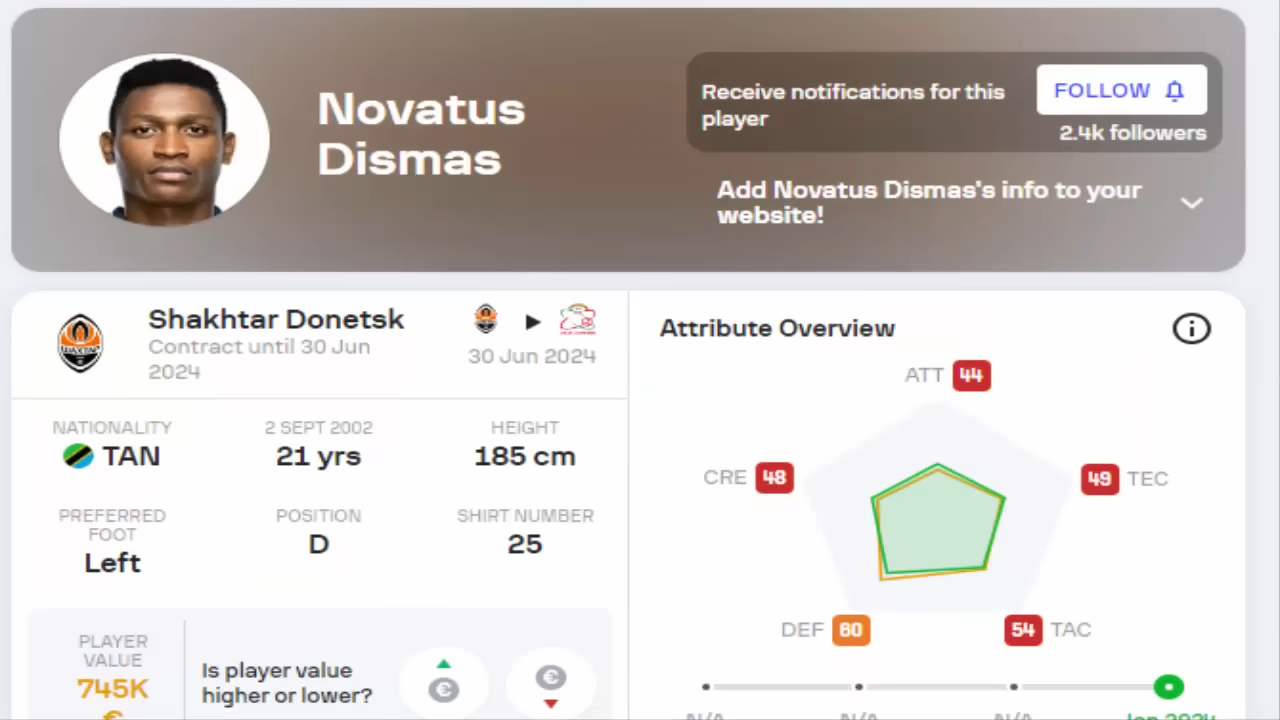 Novatus
Dismas
Receive notifications for this
player
FOLLOW
2.4k followers
Add Novatus Dismas's info to your
website!
Shakhtar Donetsk
Contract until 30 Jun
2024
30 Jun 2024
NATIONALITY
TAN
2 SEPT 2002
21 yrs
HEIGHT
185 cm
PREFERRED
FOOT
Left
POSITION
D
SHIRT NUMBER
25
PLAYER
VALUE
745K
€
Is player value
higher or lower?
Attribute Overview
ATT 44
CRE 48
49 TEC
DEF 60
54 TAC
N/A
N/A
N/A
Jan 2024